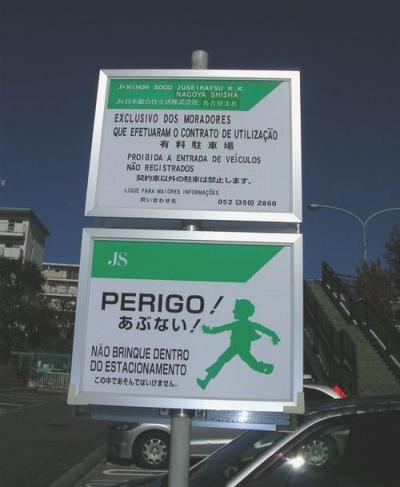 JS NIHON SOGO JUSEIKATSU K.K.
NAGOYA SHISHA
JS日本総合住生活株式会社 名古屋支社
EXCLUSIVO DOS MORADORES
QUE EFETUARAM O CONTRATO DE UTILIZAÇÃO
有料駐車場
PROIBIDA A ENTRADA DE VEÍCULOS
NÃO REGISTRADOS
契約車以外の駐車は禁止します。
LIGUE PARA MAIORES INFORMAÇÕES
問い合わせ先 052 (350) 2860
JS
PERIGO!
あぶない!
NÃO BRINQUE DENTRO
DO ESTACIONAMENTO
この中であそんではいけません。